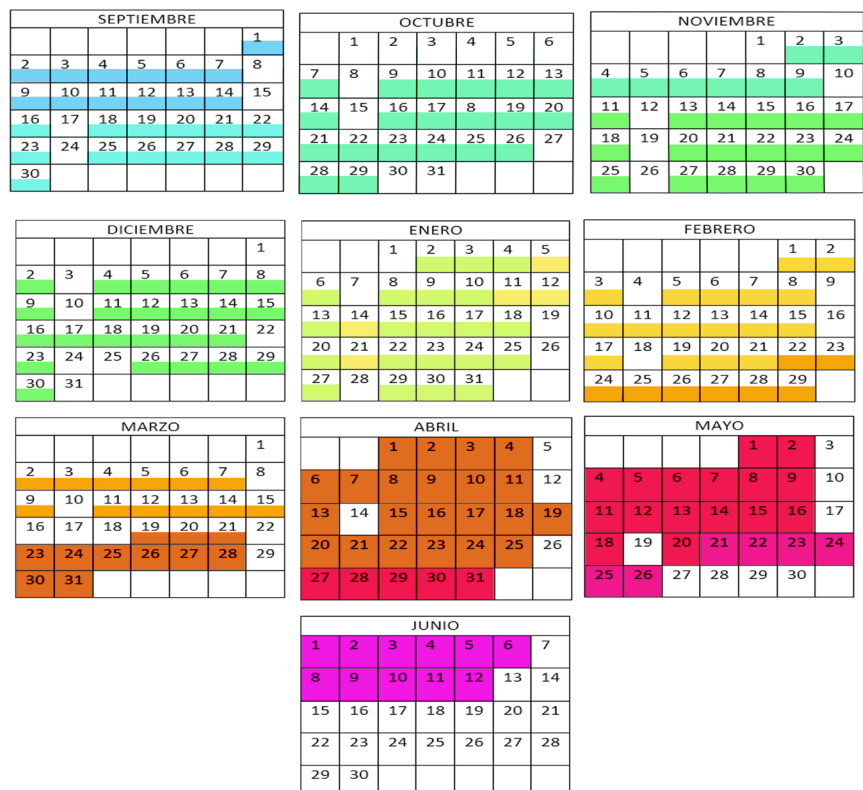 SEPTIEMBRE
1
2 3 4 5 6 7 8
9 10 11 12 13 14 15
16 17 18 19 20 21 22
23 24 25 26 27 28 29
30
OCTUBRE
1 2 3 4 5 6
7 8 9 10 11 12 13
14 15 16 17 8 19 20
21 22 23 24 25 26 27
28 29 30 31
NOVIEMBRE
1 2 3
4 5 6 7 8 9 10
11 12 13 14 15 16 17
18 19 20 21 22 23 24
25 26 27 28 29 30
DICIEMBRE
1
2 3 4 5 6 7 8
9 10 11 12 13 14 15
16 17 18 19 20 21 22
23 24 25 26 27 28 29
30 31
ENERO
1 2 3 4 5
6 7 8 9 10 11 12
13 14 15 16 17 18 19
20 21 22 23 24 25 26
27 28 29 30 31
FEBRERO
1 2
3 4 5 6 7 8 9
10 11 12 13 14 15 16
17 18 19 20 21 22 23
24 25 26 27 28 29
MARZO
1
2 3 4 5 6 7 8
9 10 11 12 13 14 15
16 17 18 19 20 21 22
23 24 25 26 27 28 29
30 31
ABRIL
1 2 3 4 5
6 7 8 9 10 11 12
13 14 15 16 17 18 19
20 21 22 23 24 25 26
27 28 29 30 31
MAYO
1 2 3
4 5 6 7 8 9 10
11 12 13 14 15 16 17
18 19 20 21 22 23 24
25 26 27 28 29 30
JUNIO
1 2 3 4 5 6 7
8 9 10 11 12 13 14
15 16 17 18 19 20 21
22 23 24 25 26 27 28
29 30